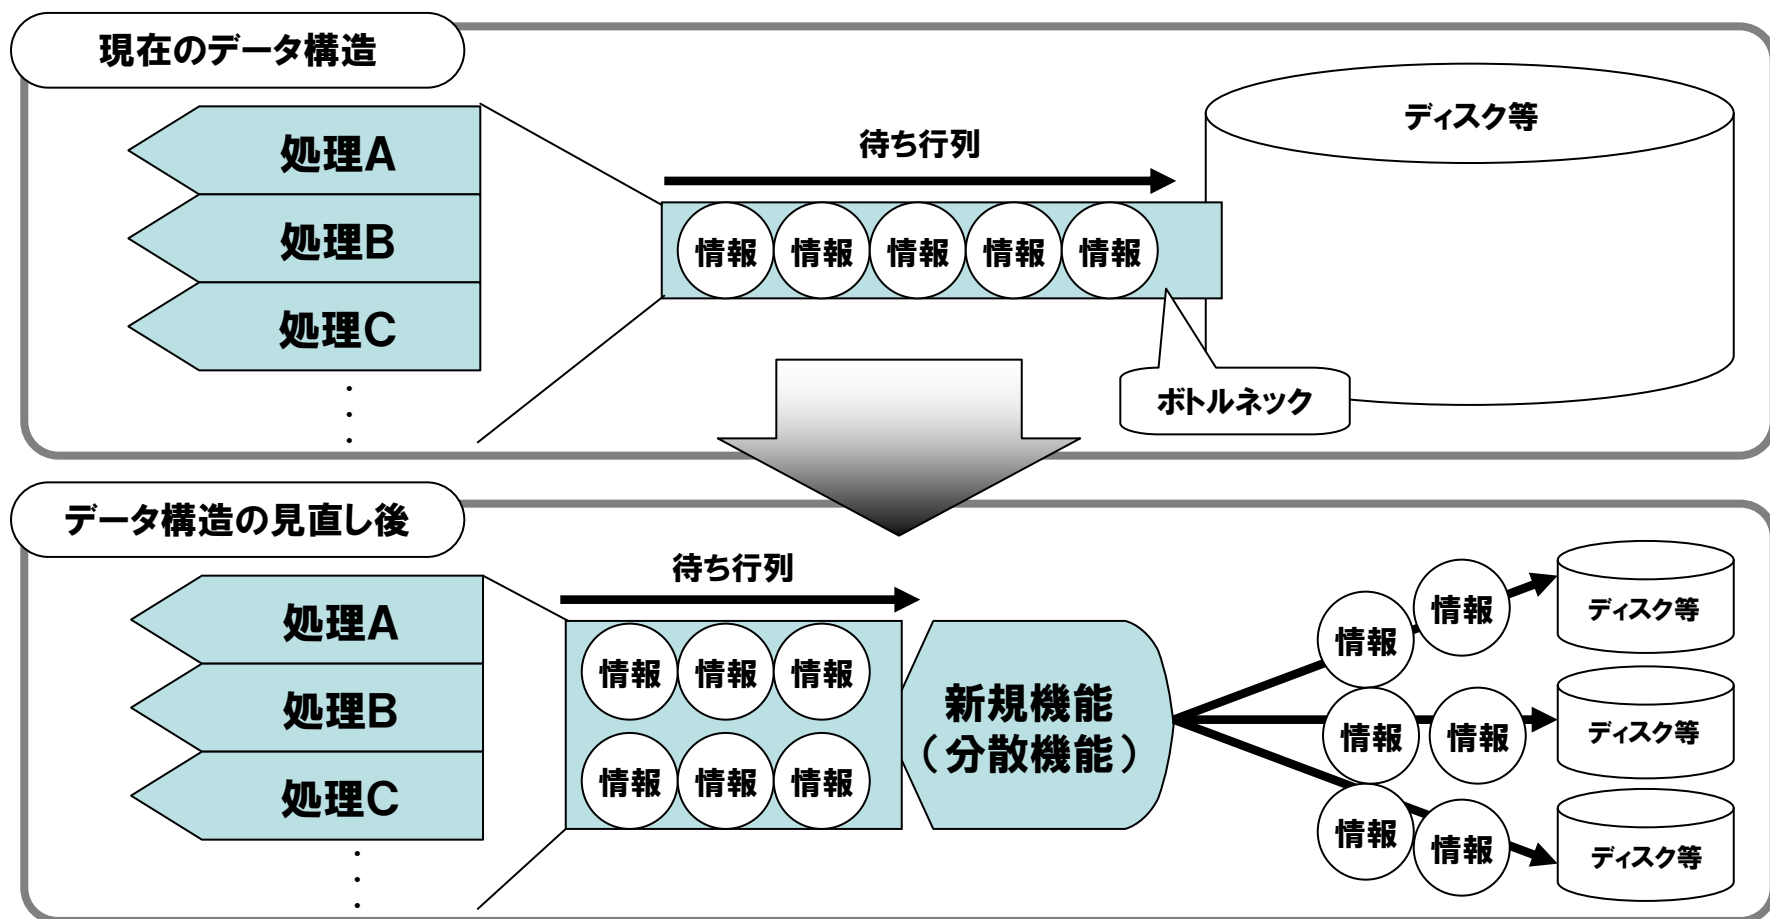 現在のデータ構造
処理A
処理B
処理C
・
・
・
待ち行列
情報 情報 情報 情報 情報
ディスク等
ボトルネック
データ構造の見直し後
処理A
処理B
処理C
・
・
・
待ち行列
情報 情報 情報
情報 情報 情報
新規機能
（分散機能）
情報 情報
情報 情報
情報 情報
ディスク等
ディスク等
ディスク等